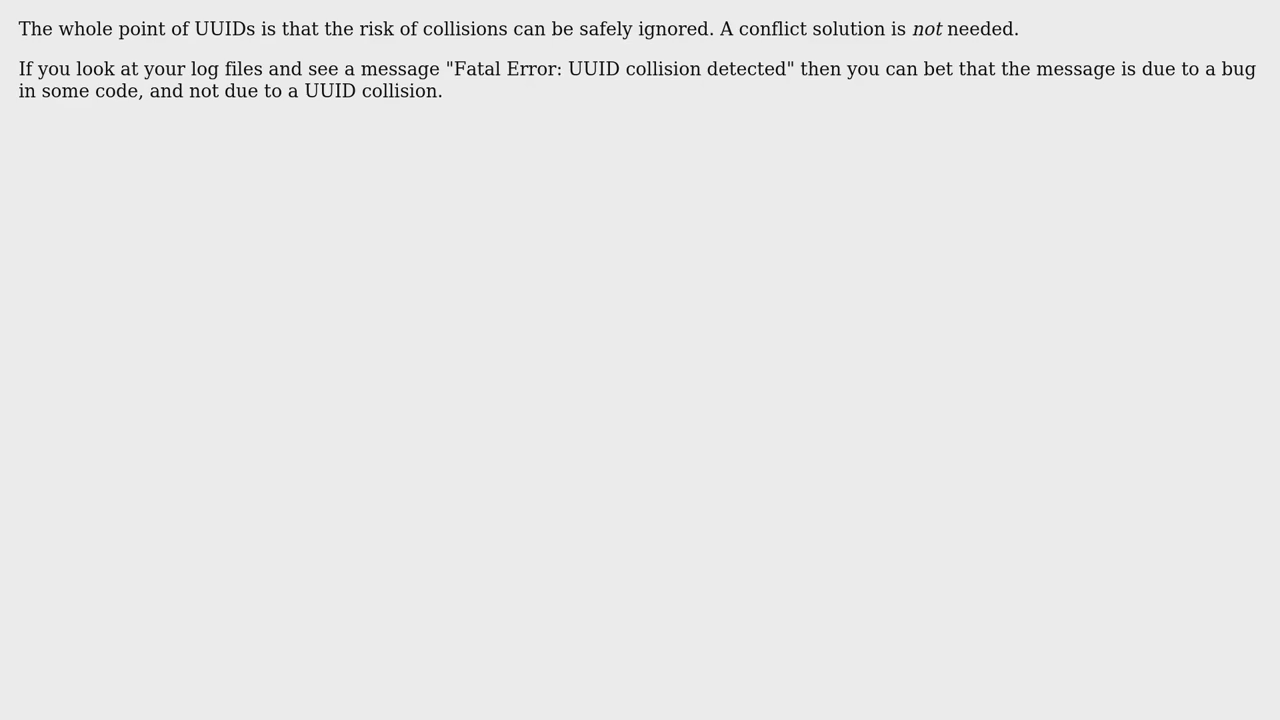 The whole point of UUIDs is that the risk of collisions can be safely ignored. A conflict solution is not needed.
If you look at your log files and see a message "Fatal Error: UUID collision detected" then you can bet that the message is due to a bug
in some code, and not due to a UUID collision.